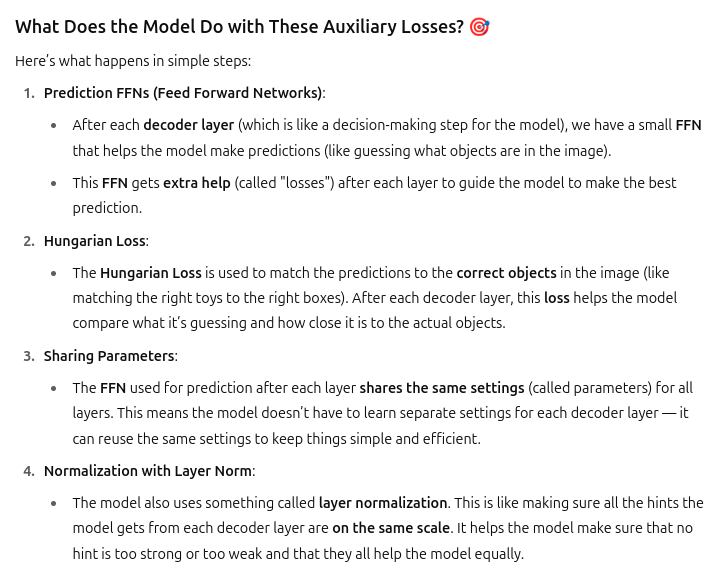 What Does the Model Do with These Auxiliary Losses? 🎯
Here's what happens in simple steps:
1. Prediction FFNs (Feed Forward Networks):
• After each decoder layer (which is like a decision-making step for the model), we have a small FFN
that helps the model make predictions (like guessing what objects are in the image).
• This FFN gets extra help (called "losses") after each layer to guide the model to make the best
prediction.
2. Hungarian Loss:
• The Hungarian Loss is used to match the predictions to the correct objects in the image (like
matching the right toys to the right boxes). After each decoder layer, this loss helps the model
compare what it's guessing and how close it is to the actual objects.
3. Sharing Parameters:
• The FFN used for prediction after each layer shares the same settings (called parameters) for all
layers. This means the model doesn't have to learn separate settings for each decoder layer — it
can reuse the same settings to keep things simple and efficient.
4. Normalization with Layer Norm:
• The model also uses something called layer normalization. This is like making sure all the hints the
model gets from each decoder layer are on the same scale. It helps the model make sure that no
hint is too strong or too weak and that they all help the model equally.